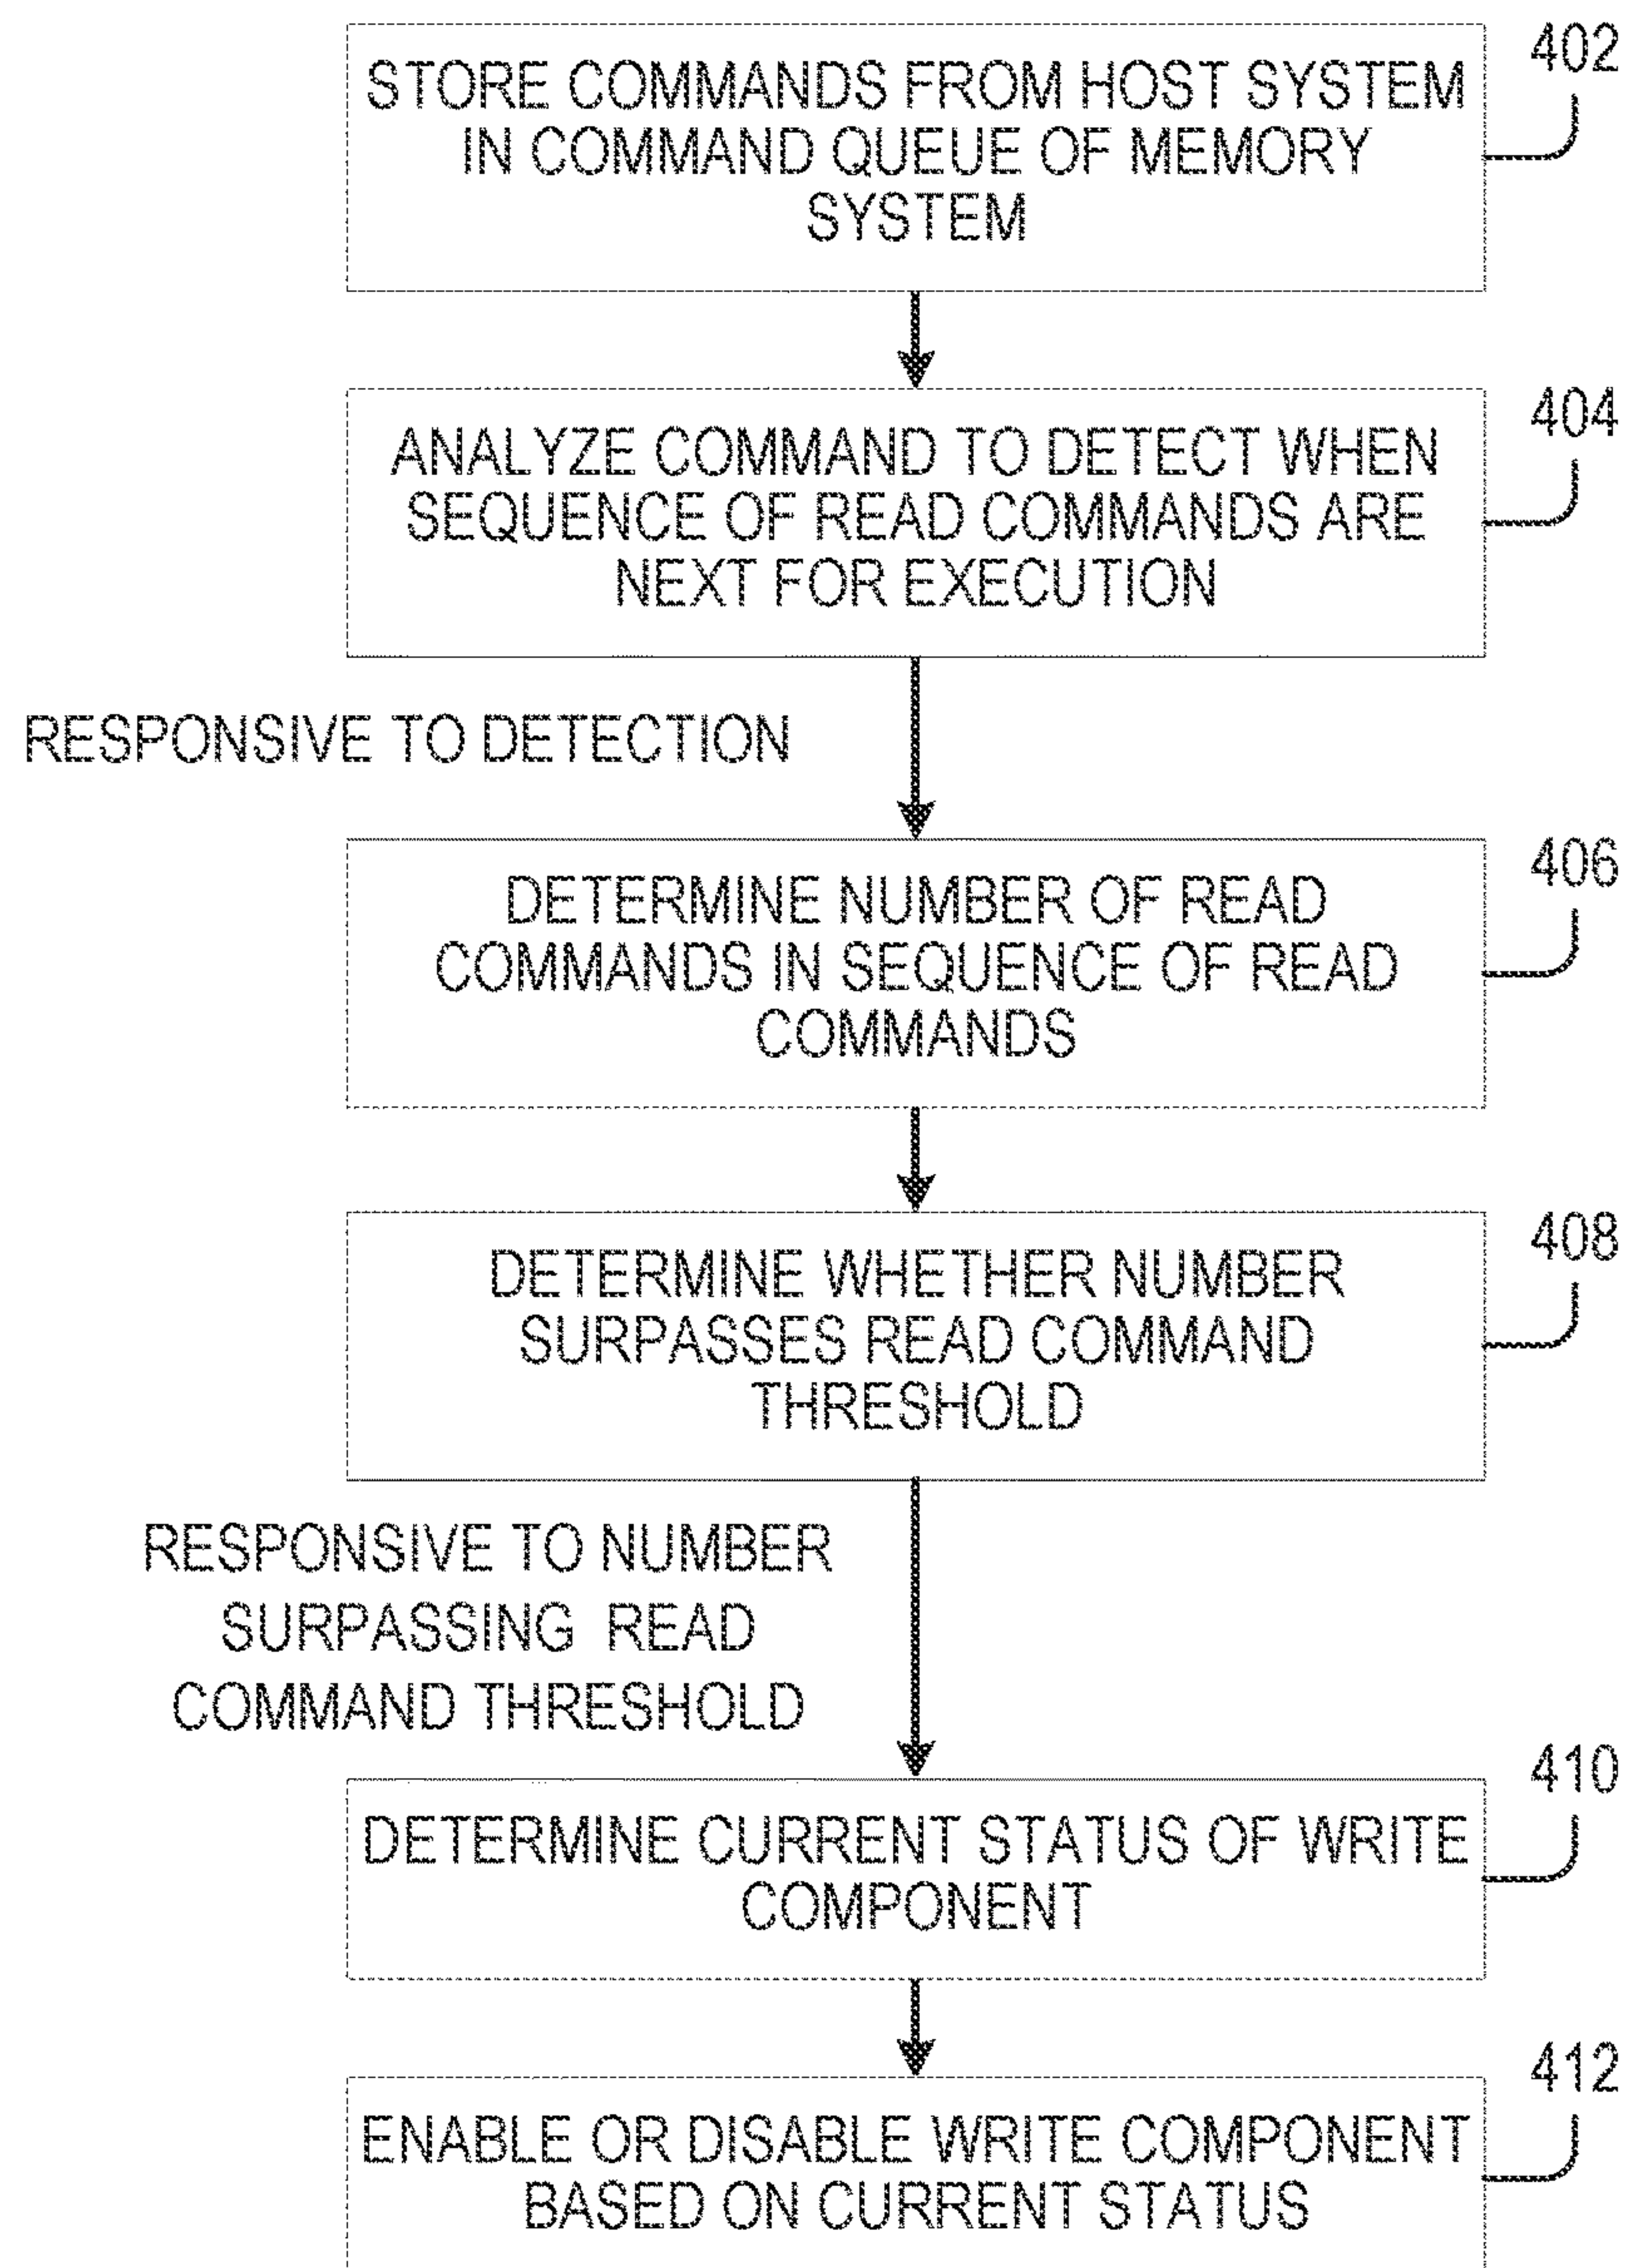 402
STORE COMMANDS FROM HOST SYSTEM
IN COMMAND QUEUE OF MEMORY
SYSTEM
404
ANALYZE COMMAND TO DETECT WHEN
SEQUENCE OF READ COMMANDS ARE
NEXT FOR EXECUTION
RESPONSIVE TO DETECTION
406
DETERMINE NUMBER OF READ
COMMANDS IN SEQUENCE OF READ
COMMANDS
408
DETERMINE WHETHER NUMBER
SURPASSES READ COMMAND
THRESHOLD
RESPONSIVE TO NUMBER
SURPASSING READ
COMMAND THRESHOLD
410
DETERMINE CURRENT STATUS OF WRITE
COMPONENT
412
ENABLE OR DISABLE WRITE COMPONENT
BASED ON CURRENT STATUS